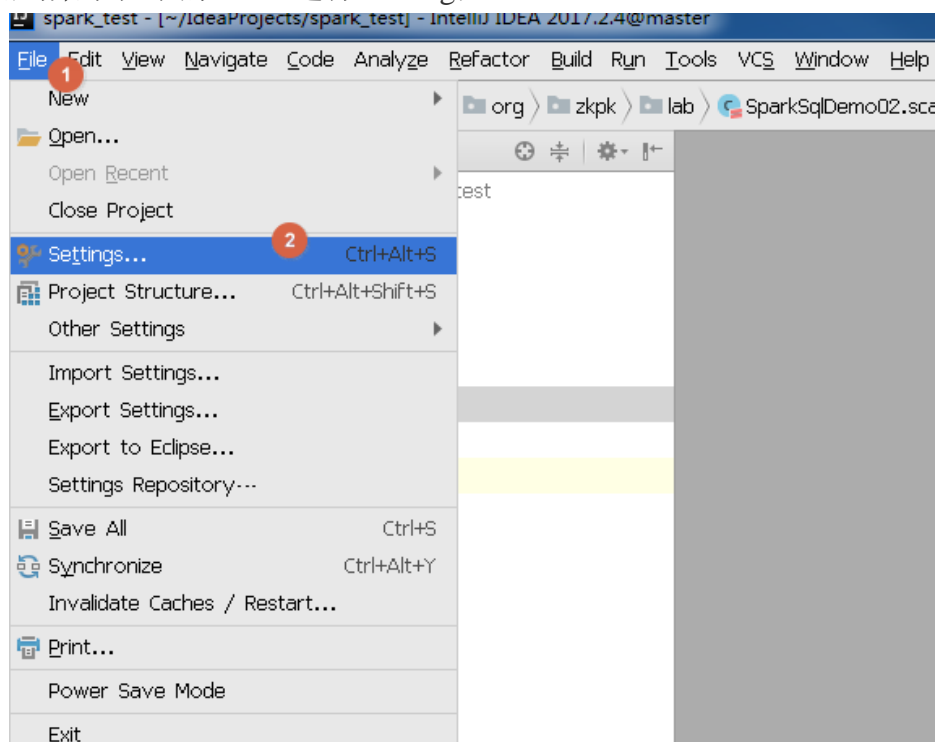 spark_test - [~/IdeaProjects/spark_test] - IntelliJ IDEA 2017.2.4@master
File Edit View Navigate Code Analyze Refactor Build Run Tools VCS Window Help
1
New
org zkpk lab SparkSqlDemo02.sca
Open...
Open Recent
test
Close Project
2
Settings... Ctrl+Alt+S
Project Structure... Ctrl+Alt+Shift+S
Other Settings
Import Settings...
Export Settings...
Export to Eclipse...
Settings Repository...
Save All Ctrl+S
Synchronize Ctrl+Alt+Y
Invalidate Caches / Restart...
Print...
Power Save Mode
Exit